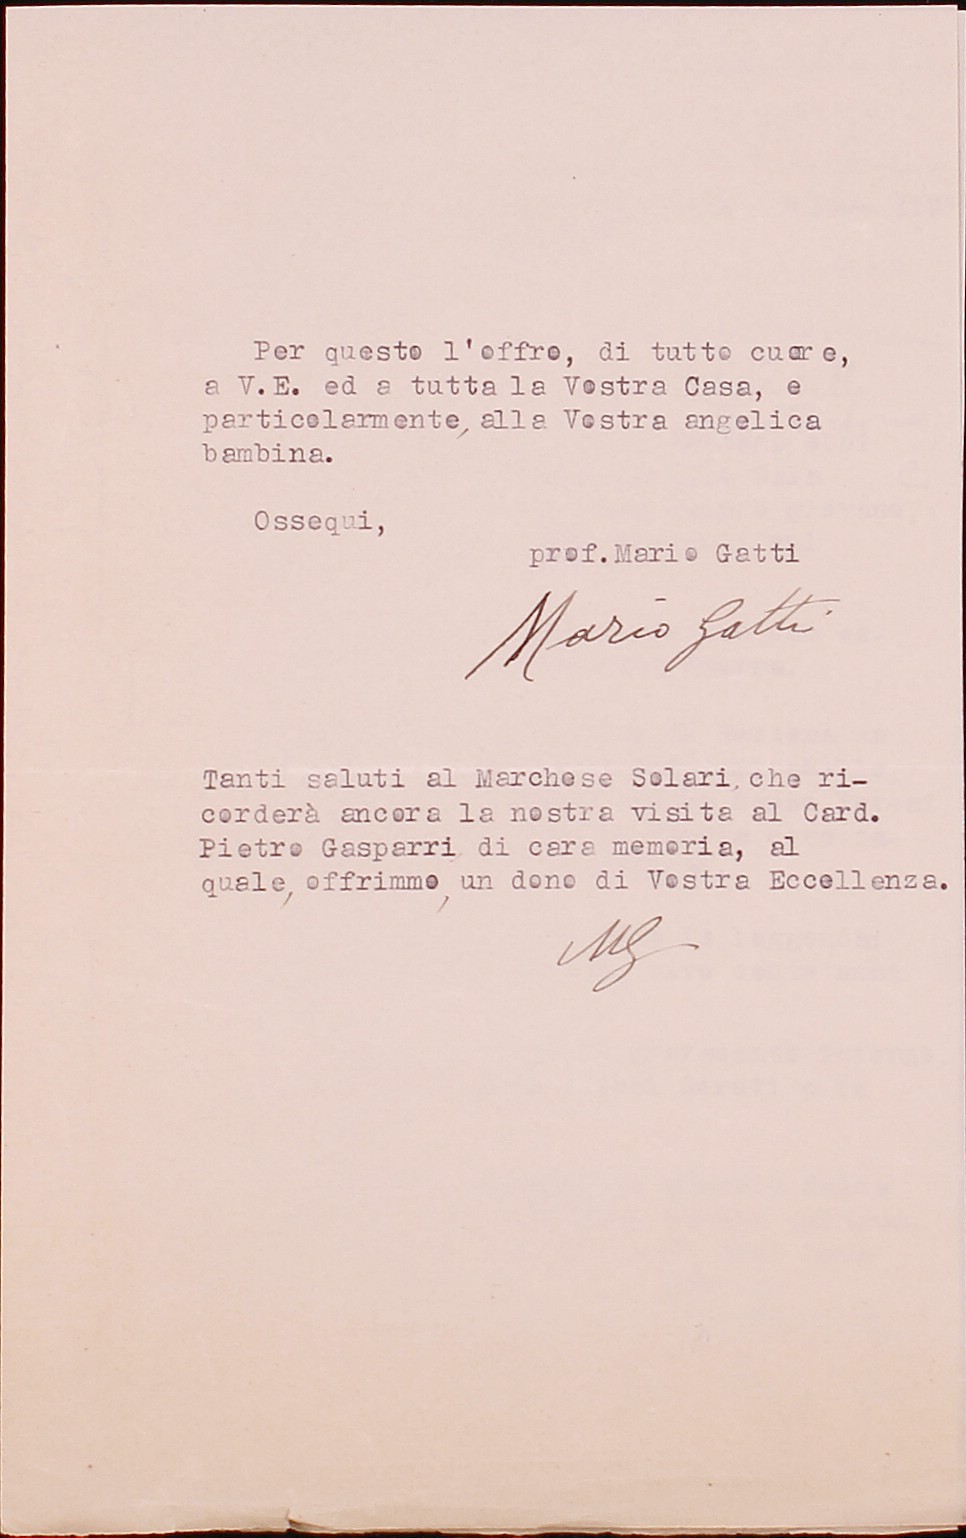 Per questo l'offro, di tutto cuore,
a V.E. ed a tutta la Vostra Casa, e
particolarmente, alla Vostra angelica
bambina.
Ossequi,
prof.Mario Gatti
Mario Gatti
Tanti saluti al Marchese Solari, che ri-
corderà ancora la nostra visita al Card.
Pietro Gasparri di cara memoria, al
quale, offrimmo, un dono di Vostra Eccellenza.
MG